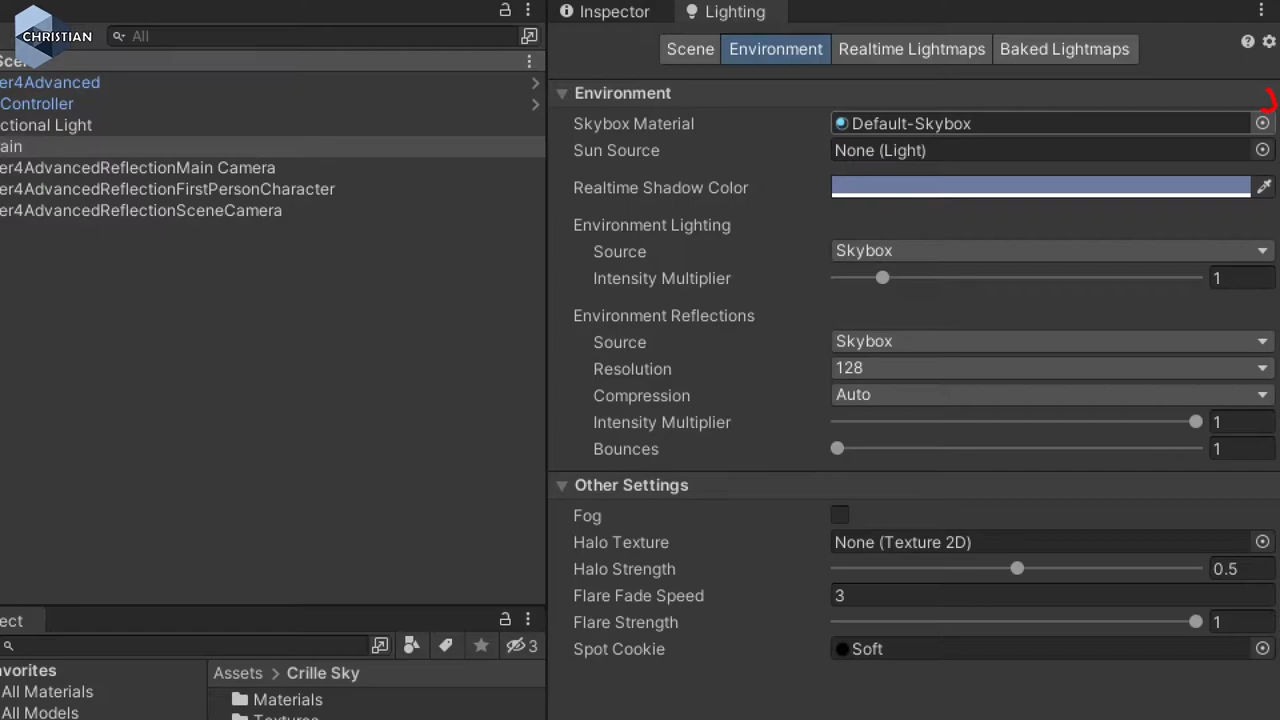 CHRISTIAN
All
Sce
er4Advanced
Controller
ctional Light
ain
er4AdvancedReflectionMain Camera
er4AdvancedReflectionFirstPersonCharacter
er4AdvancedReflectionSceneCamera
ect
3
avorites
All Materials
All Models
Assets > Crille Sky
Materials
Textures
Inspector
Lighting
Scene Environment Realtime Lightmaps Baked Lightmaps
Environment
Skybox Material Default-Skybox
Sun Source None (Light)
Realtime Shadow Color
Environment Lighting
Source Skybox
Intensity Multiplier 1
Environment Reflections
Source Skybox
Resolution 128
Compression Auto
Intensity Multiplier 1
Bounces 1
Other Settings
Fog
Halo Texture None (Texture 2D)
Halo Strength 0.5
Flare Fade Speed 3
Flare Strength 1
Spot Cookie Soft